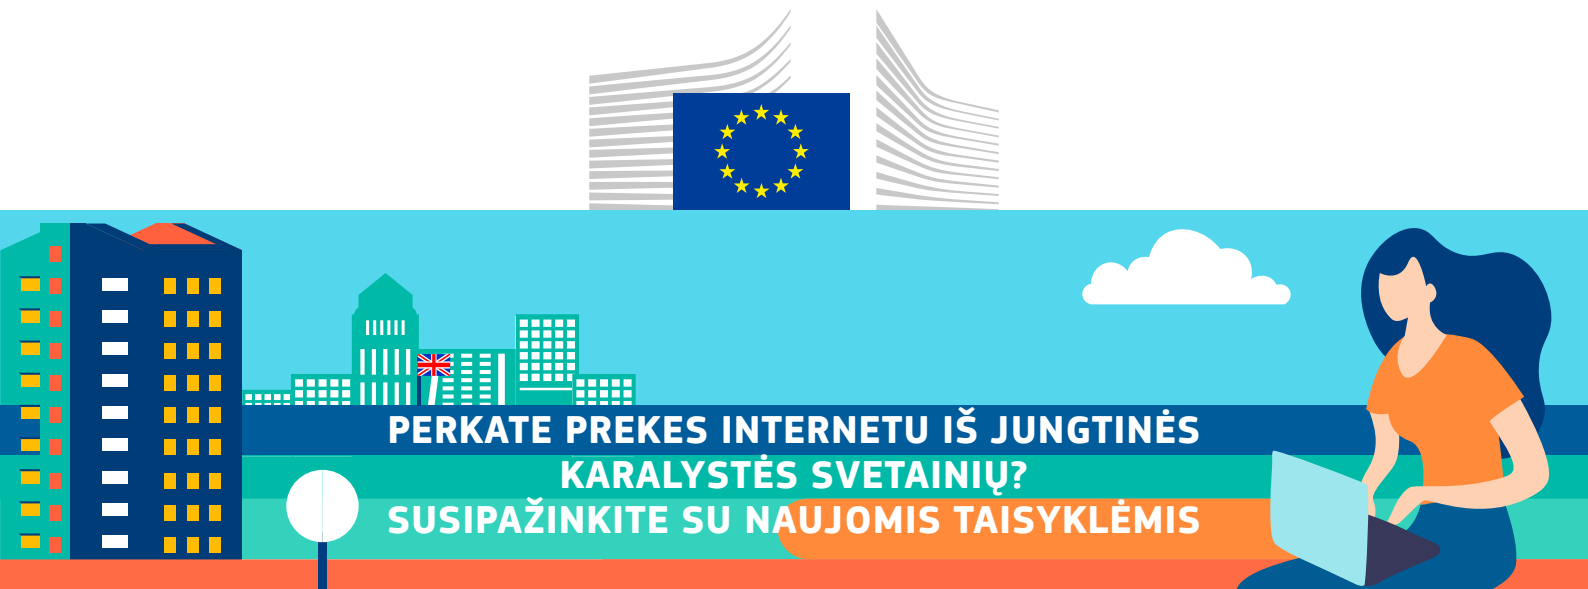 PERKATE PREKES INTERNETU IŠ JUNGTINĖS
KARALYSTĖS SVETAINIŲ?
SUSIPAŽINKITE SU NAUJOMIS TAISYKLĖMIS